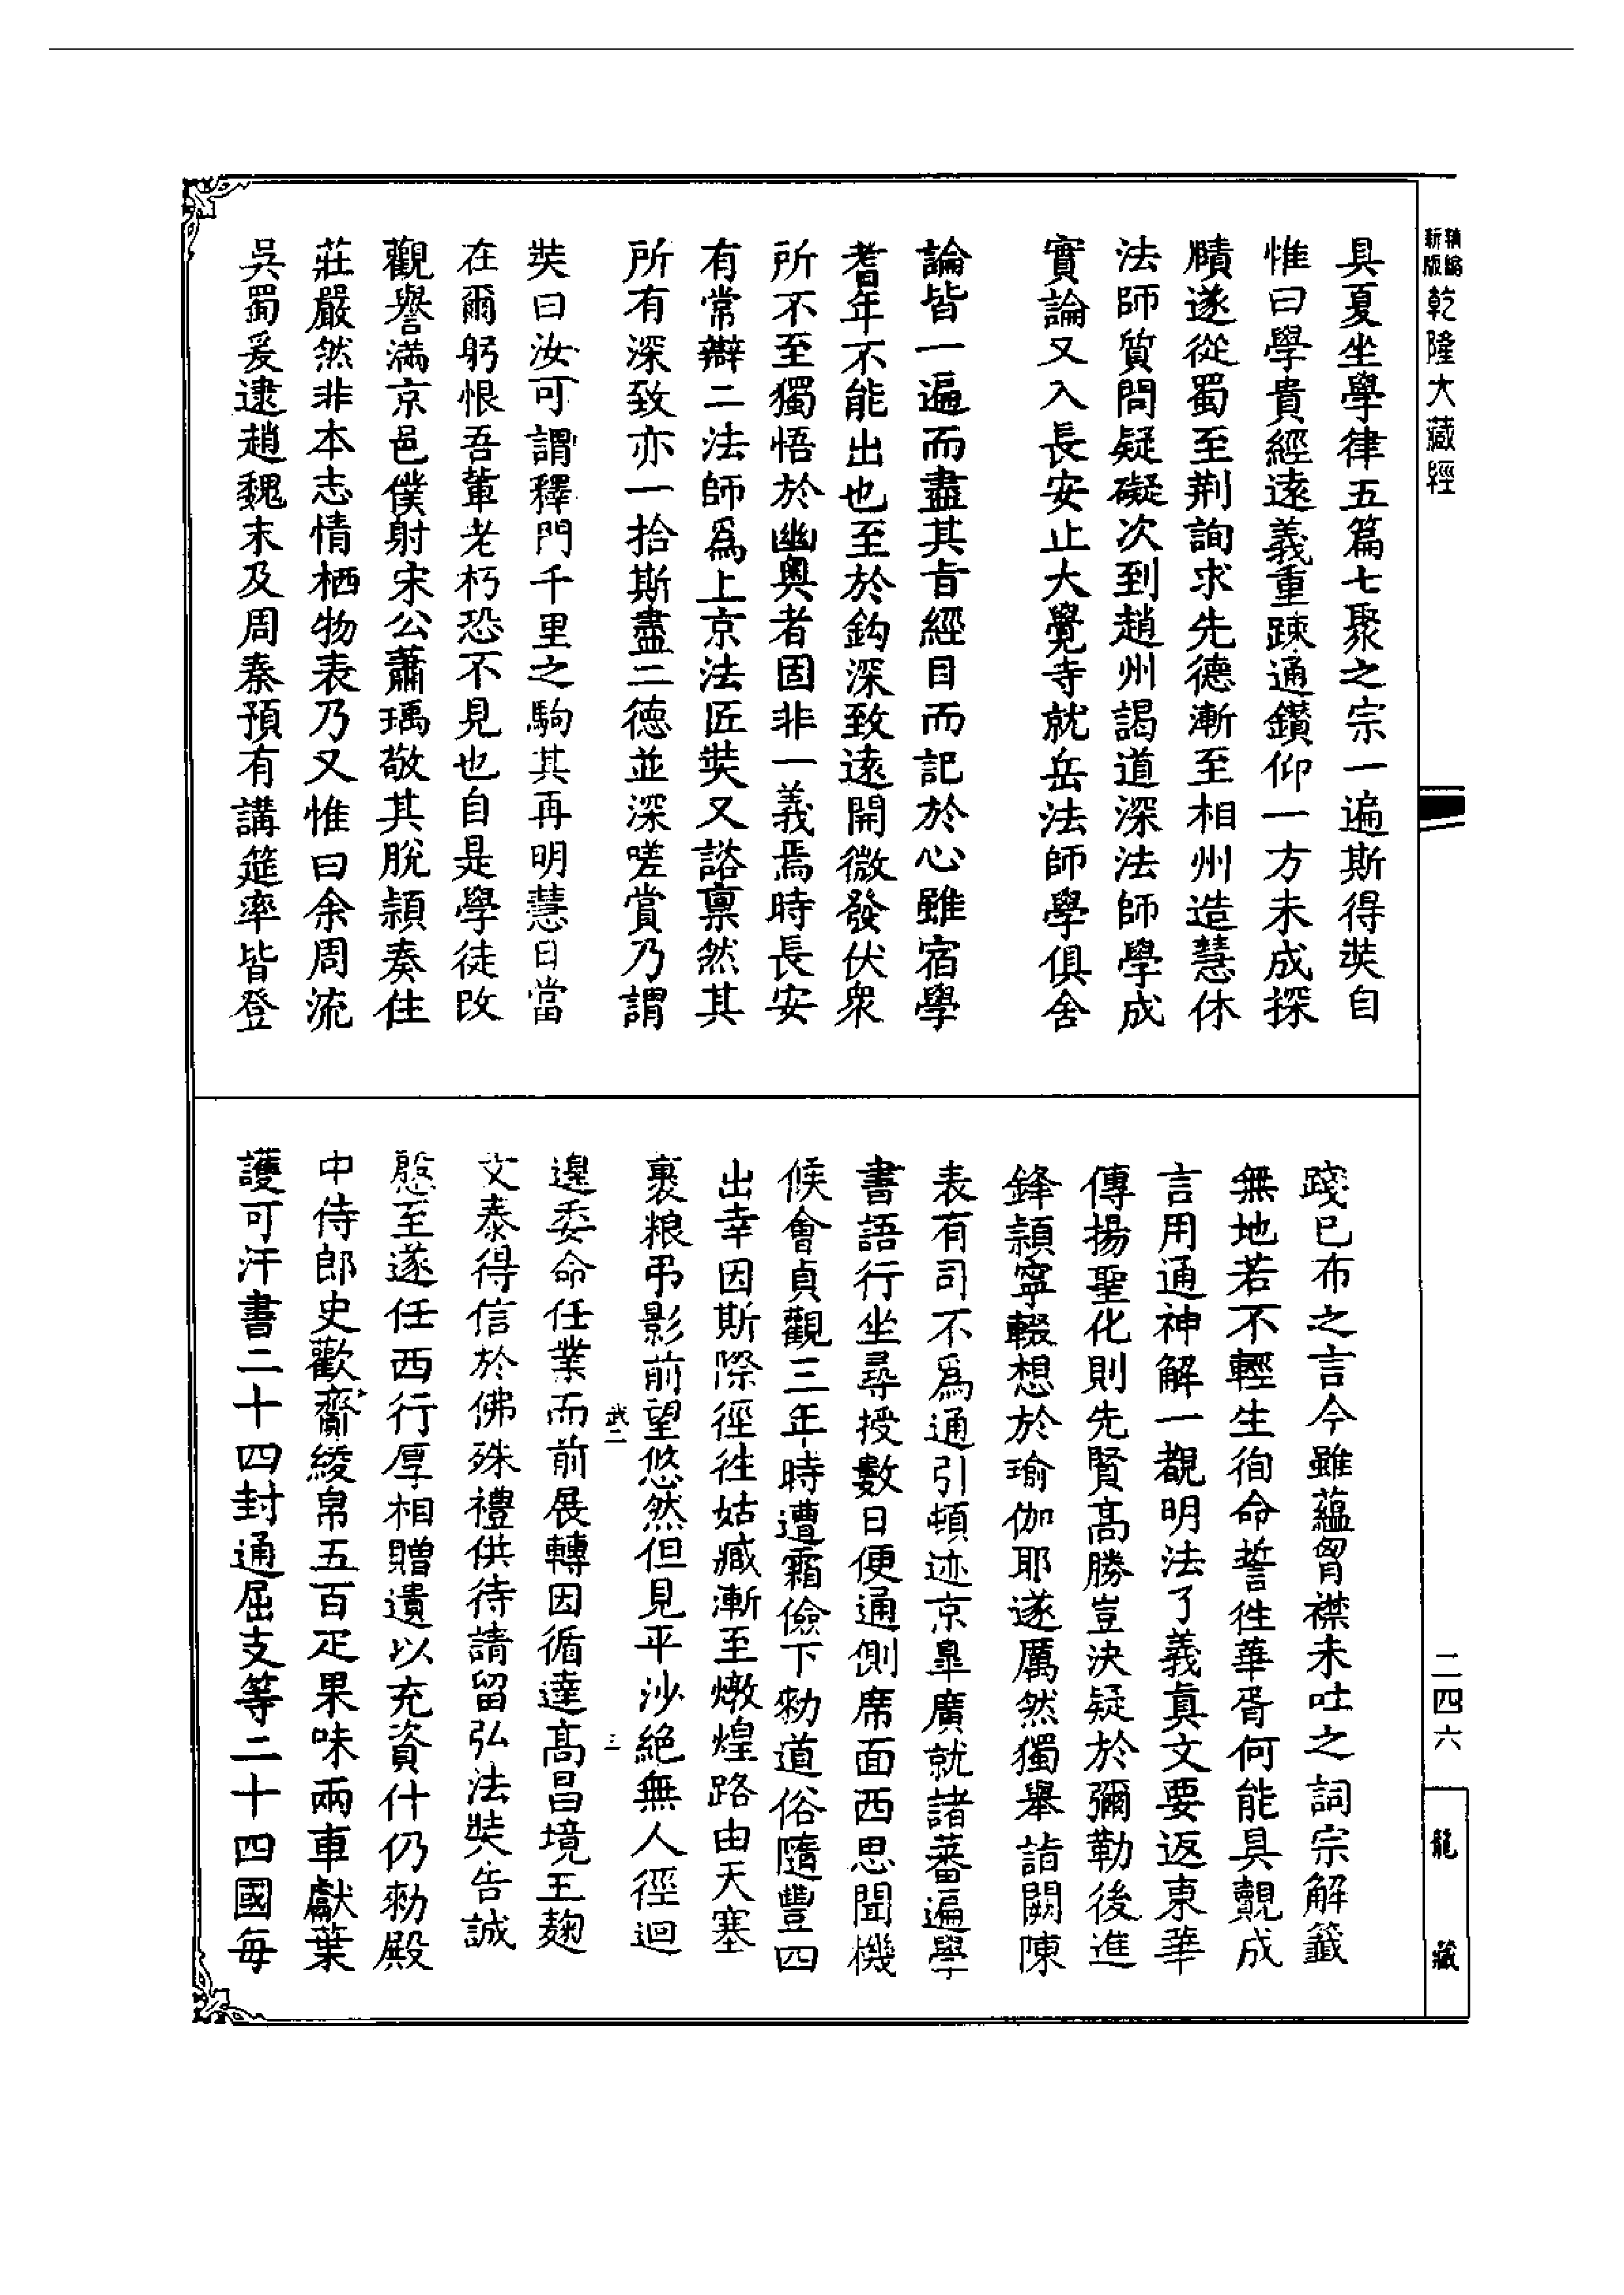 新編縮版乾隆大藏經
具夏坐學律五篇七聚之宗一遍斯得奘自
惟曰學貴經遠義重疎通鑽仰一方未成探
賾遂從蜀至荆詢求先德漸至相州造慧休
法師質問疑礙次到趙州謁道深法師學成
實論又入長安止大覺寺就岳法師學俱舍
論皆一遍而盡其旨經目而記於心雖宿學
耆年不能出也至於鈎深致遠開微發伏衆
所不至獨悟於幽奥者固非一義焉時長安
有常辯二法師爲上京法匠奘又諮禀然其
所有深致亦一拾斯盡二德並深嗟賞乃謂
奘曰汝可謂釋門千里之駒其再明慧日當
在爾躬恨吾輩老朽恐不見也自是學徒改
觀譽滿京邑僕射宋公蕭瑀敬其脫頴奏住
莊嚴然非本志情栖物表乃又惟曰余周流
吳蜀爰逮趙魏末及周秦預有講筵率皆登
踐已布之言今雖蘊胷襟未吐之詞宗解籤
無地若不輕生徇命誓徃華胥何能具覿成
言用通神解一覩明法了義眞文要返東華
傳揚聖化則先賢高勝豈決疑於彌勒後進
鋒頴寧輟想於瑜伽耶遂厲然獨舉詣闕陳
表有司不爲通引頓迹京臯廣就諸蕃遍學
書語行坐尋授數日便通側席面西思聞機
候會貞觀三年時遭霜儉下勑道俗隨豐四
出幸因斯際徑徃姑臧漸至燉煌路由天塞
裹粮弔影前望悠然但見平沙絕無人徑迴
武二
三
遑委命任業而前展轉因循達高昌境王麴
文泰得信於佛殊禮供待請留弘法奘告誠
慇至遂任西行厚相贈遺以充資什仍勑殿
中侍郎史歡齎綾帛五百疋果味兩車獻葉
護可汗書二十四封通屈支等二十四國每
二四六
龍藏